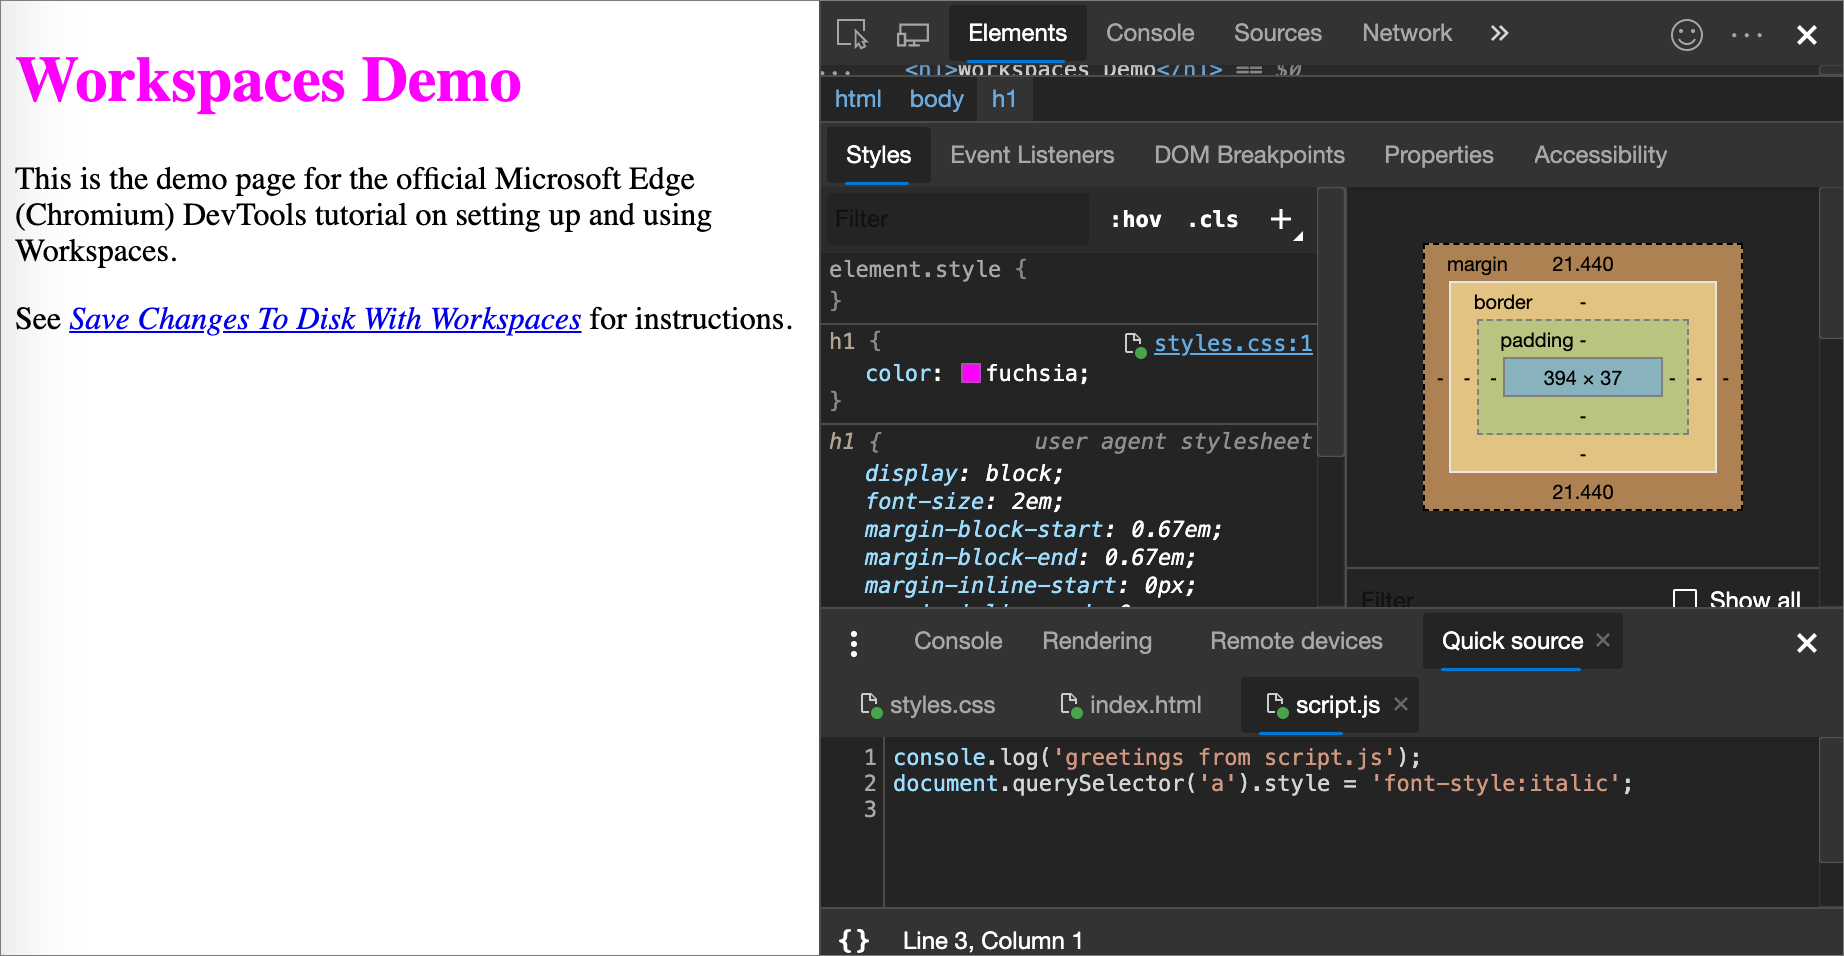 Workspaces Demo
This is the demo page for the official Microsoft Edge
(Chromium) DevTools tutorial on setting up and using
Workspaces.
See Save Changes To Disk With Workspaces for instructions.
Elements Console Sources Network »
<h1>Workspaces Demo</h1> == $0
html body h1
Styles Event Listeners DOM Breakpoints Properties Accessibility
Filter :hov .cls +
element.style {
}
h1 { styles.css:1
color: fuchsia;
}
h1 { user agent stylesheet
display: block;
font-size: 2em;
margin-block-start: 0.67em;
margin-block-end: 0.67em;
margin-inline-start: 0px;
margin 21.440
border -
padding -
- - - 394 × 37 - - -
-
-
21.440
Filter Show all
Console Rendering Remote devices Quick source
styles.css index.html script.js
1 console.log('greetings from script.js');
2 document.querySelector('a').style = 'font-style:italic';
3
{} Line 3, Column 1